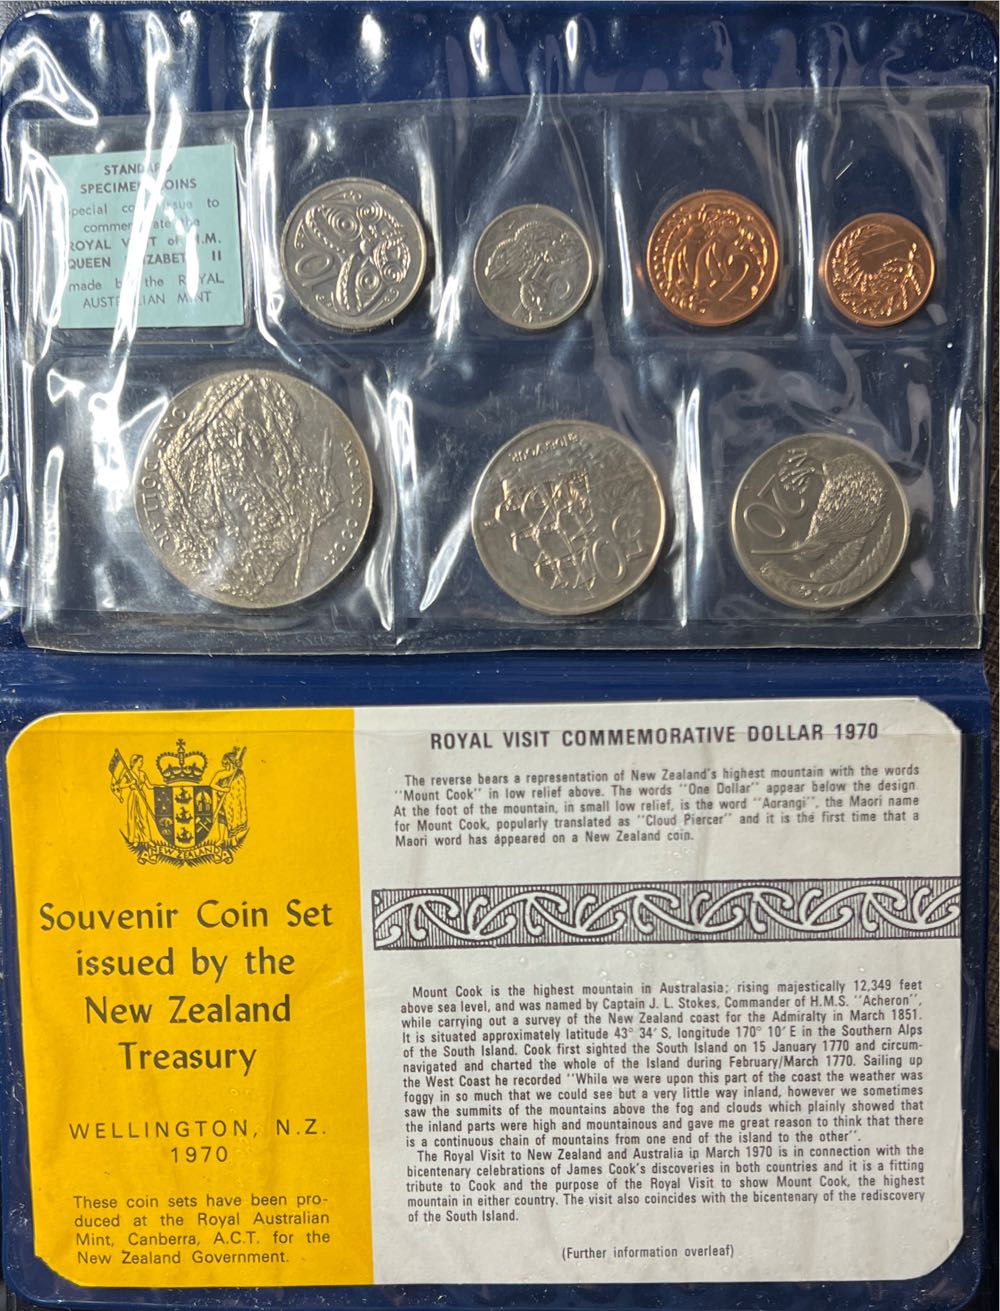 STANDARD
SPECIMEN COINS
special coin issue to
commemorate the
ROYAL VISIT of H.M.
QUEEN ELIZABETH II
made by the ROYAL
AUSTRALIAN MINT
10
5
2
1
MOUNT COOK
ENDEAVOUR
50
20
NEW ZEALAND
Souvenir Coin Set
issued by the
New Zealand
Treasury
WELLINGTON, N.Z.
1970
These coin sets have been pro-
duced at the Royal Australian
Mint, Canberra, A.C.T. for the
New Zealand Government.
ROYAL VISIT COMMEMORATIVE DOLLAR 1970
The reverse bears a representation of New Zealand's highest mountain with the words
"Mount Cook" in low relief above. The words "One Dollar" appear below the design.
At the foot of the mountain, in small low relief, is the word "Aorangi", the Maori name
for Mount Cook, popularly translated as "Cloud Piercer" and it is the first time that a
Maori word has appeared on a New Zealand coin.
Mount Cook is the highest mountain in Australasia; rising majestically 12,349 feet
above sea level, and was named by Captain J. L. Stokes, Commander of H.M.S. "Acheron",
while carrying out a survey of the New Zealand coast for the Admiralty in March 1851.
It is situated approximately latitude 43° 34′ S, longitude 170° 10′ E in the Southern Alps
of the South Island. Cook first sighted the South Island on 15 January 1770 and circum-
navigated and charted the whole of the Island during February/March 1770. Sailing up
the West Coast he recorded "While we were upon this part of the coast the weather was
foggy in so much that we could see but a very little way inland, however we sometimes
saw the summits of the mountains above the fog and clouds which plainly showed that
the inland parts were high and mountainous and gave me great reason to think that there
is a continuous chain of mountains from one end of the island to the other".
The Royal Visit to New Zealand and Australia in March 1970 is in connection with the
bicentenary celebrations of James Cook's discoveries in both countries and it is a fitting
tribute to Cook and the purpose of the Royal Visit to show Mount Cook, the highest
mountain in either country. The visit also coincides with the bicentenary of the rediscovery
of the South Island.
(Further information overleaf)